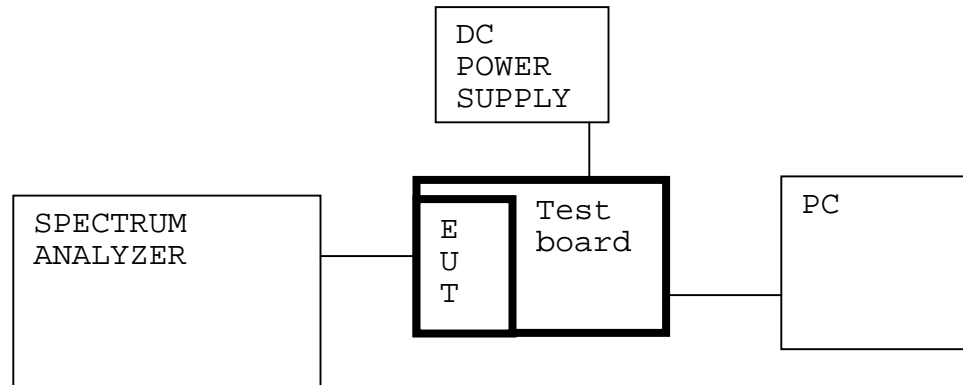 DC
POWER
SUPPLY
SPECTRUM
ANALYZER
E
U
T
Test
board
PC